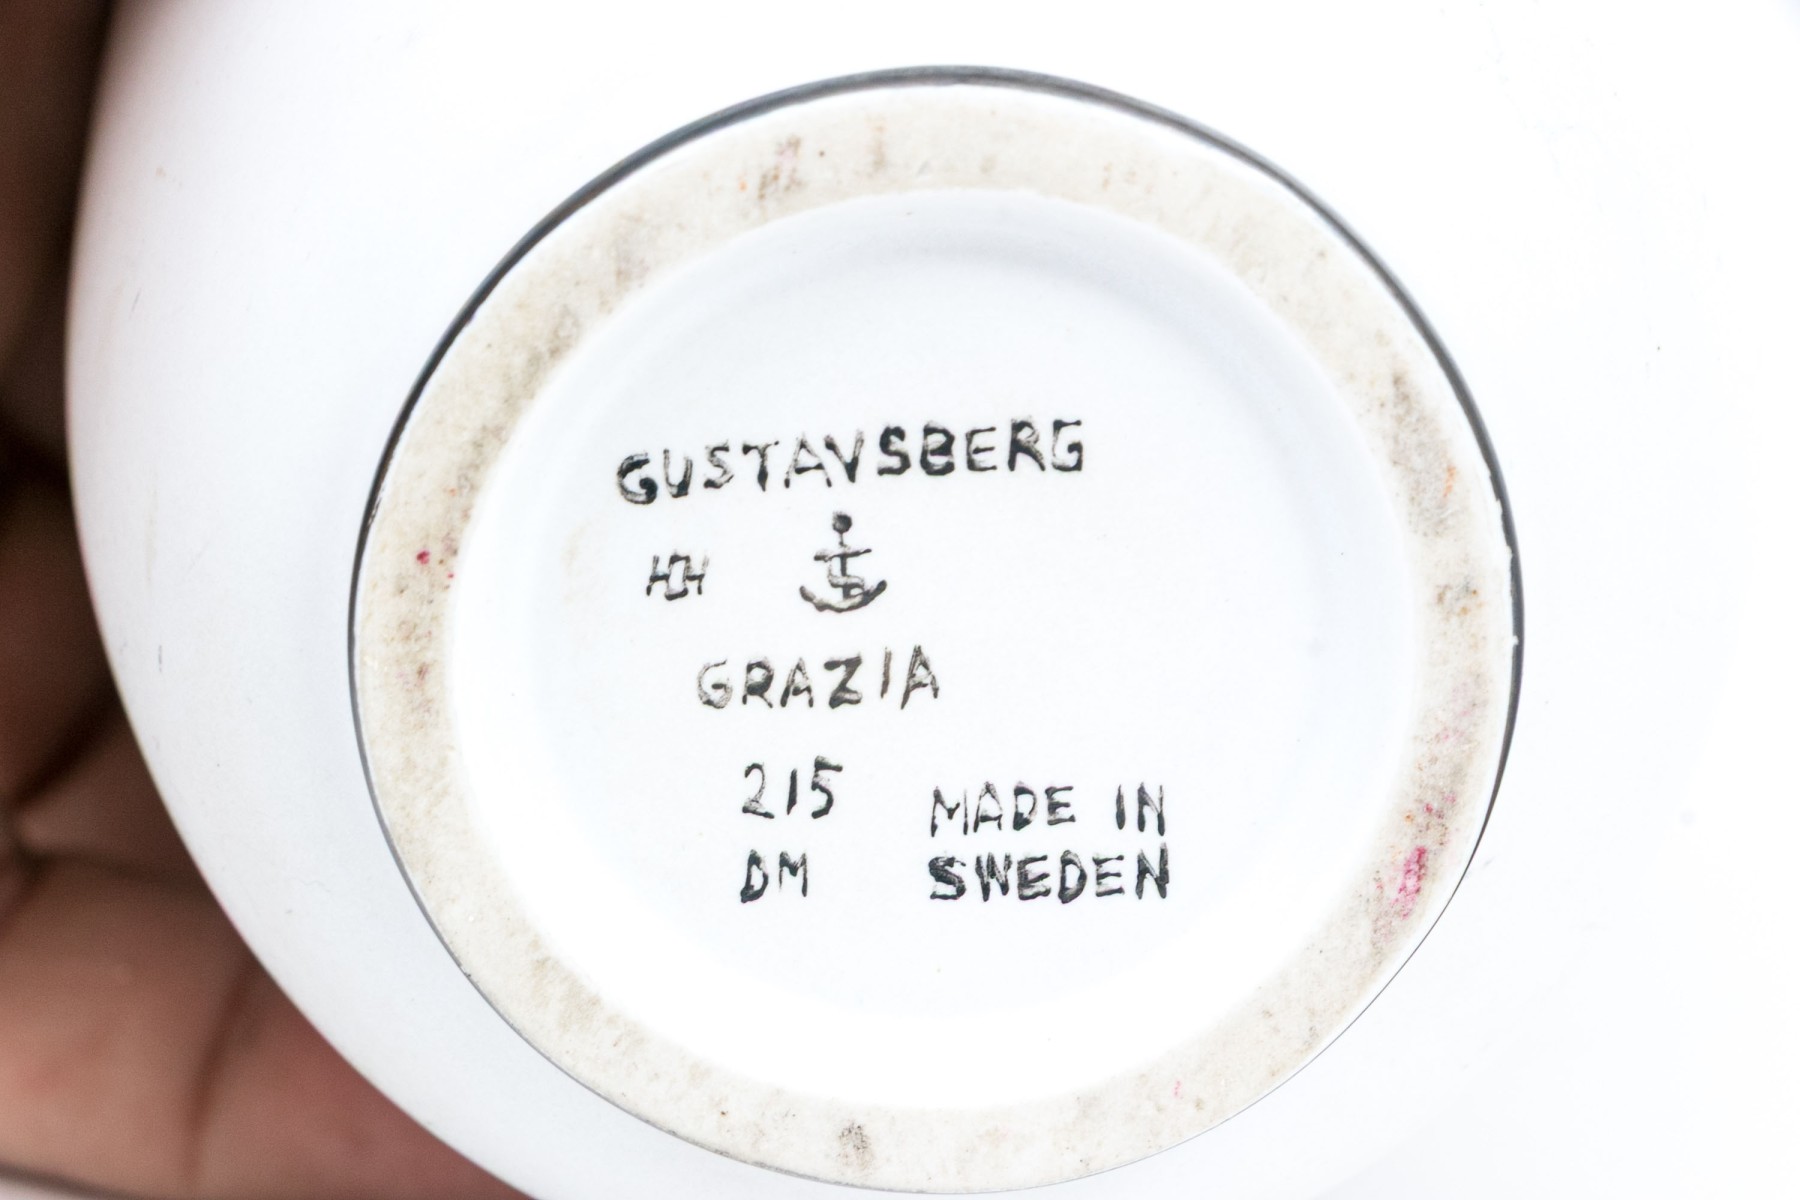 GUSTAVSBERG
HH
GRAZIA
215
DM
MADE IN
SWEDEN